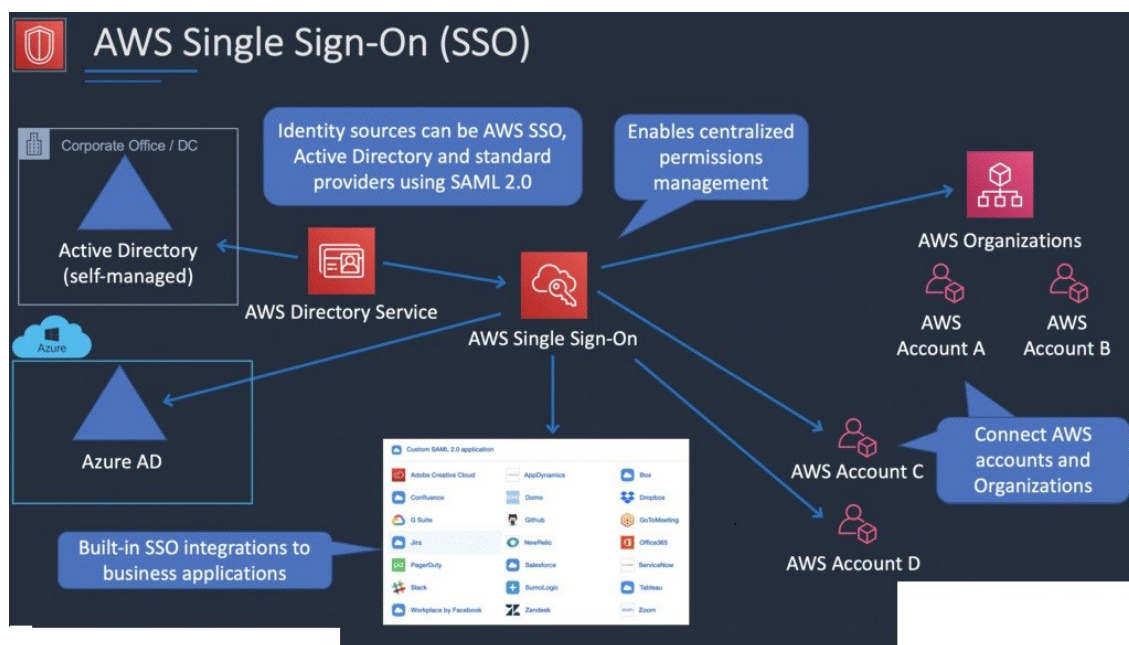 AWS Single Sign-On (SSO)
Corporate Office / DC
Active Directory
(self-managed)
Identity sources can be AWS SSO,
Active Directory and standard
providers using SAML 2.0
Enables centralized
permissions
management
AWS Organizations
AWS Directory Service
AWS Single Sign-On
AWS
Account A
AWS
Account B
Azure
Azure AD
Connect AWS
accounts and
Organizations
AWS Account C
AWS Account D
Built-in SSO integrations to
business applications
Custom SAML 2.0 application
Adobe Creative Cloud
AppDynamics
Box
Confluence
Domo
Dropbox
G Suite
Github
GoToMeeting
Jira
NewRelic
Office365
pd
PagerDuty
Salesforce
ServiceNow
Slack
SumoLogic
Tableau
Workplace by Facebook
Zendesk
Zoom